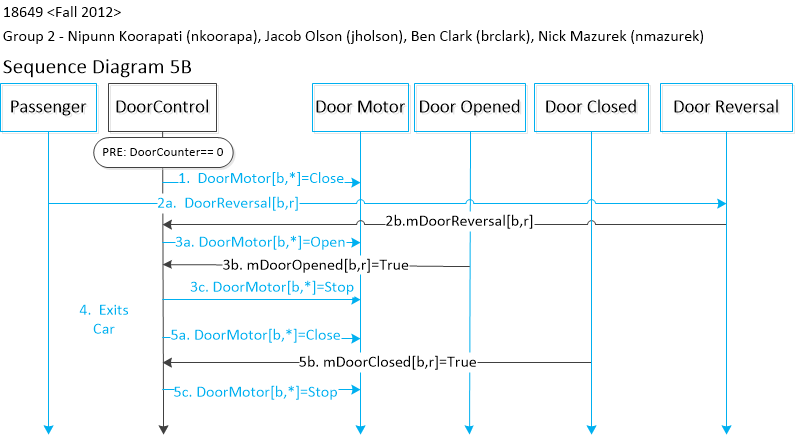 18649 <Fall 2012>
Group 2 - Nipunn Koorapati (nkoorapa), Jacob Olson (jholson), Ben Clark (brclark), Nick Mazurek (nmazurek)
Sequence Diagram 5B
Passenger DoorControl Door Motor Door Opened Door Closed Door Reversal
PRE: DoorCounter== 0
1. DoorMotor[b,*]=Close
2a. DoorReversal[b,r]
2b.mDoorReversal[b,r]
3a. DoorMotor[b,*]=Open
3b. mDoorOpened[b,r]=True
3c. DoorMotor[b,*]=Stop
4. Exits
Car
5a. DoorMotor[b,*]=Close
5b. mDoorClosed[b,r]=True
5c. DoorMotor[b,*]=Stop